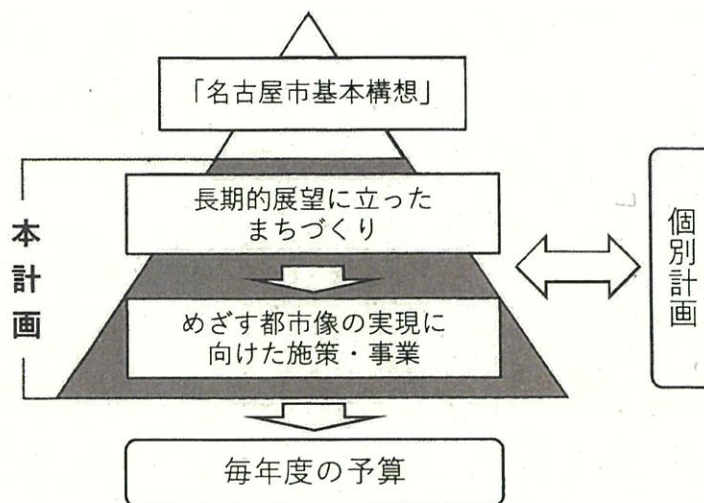 「名古屋市基本構想」
長期的展望に立った
まちづくり
本計画
めざす都市像の実現に
向けた施策・事業
個別計画
毎年度の予算